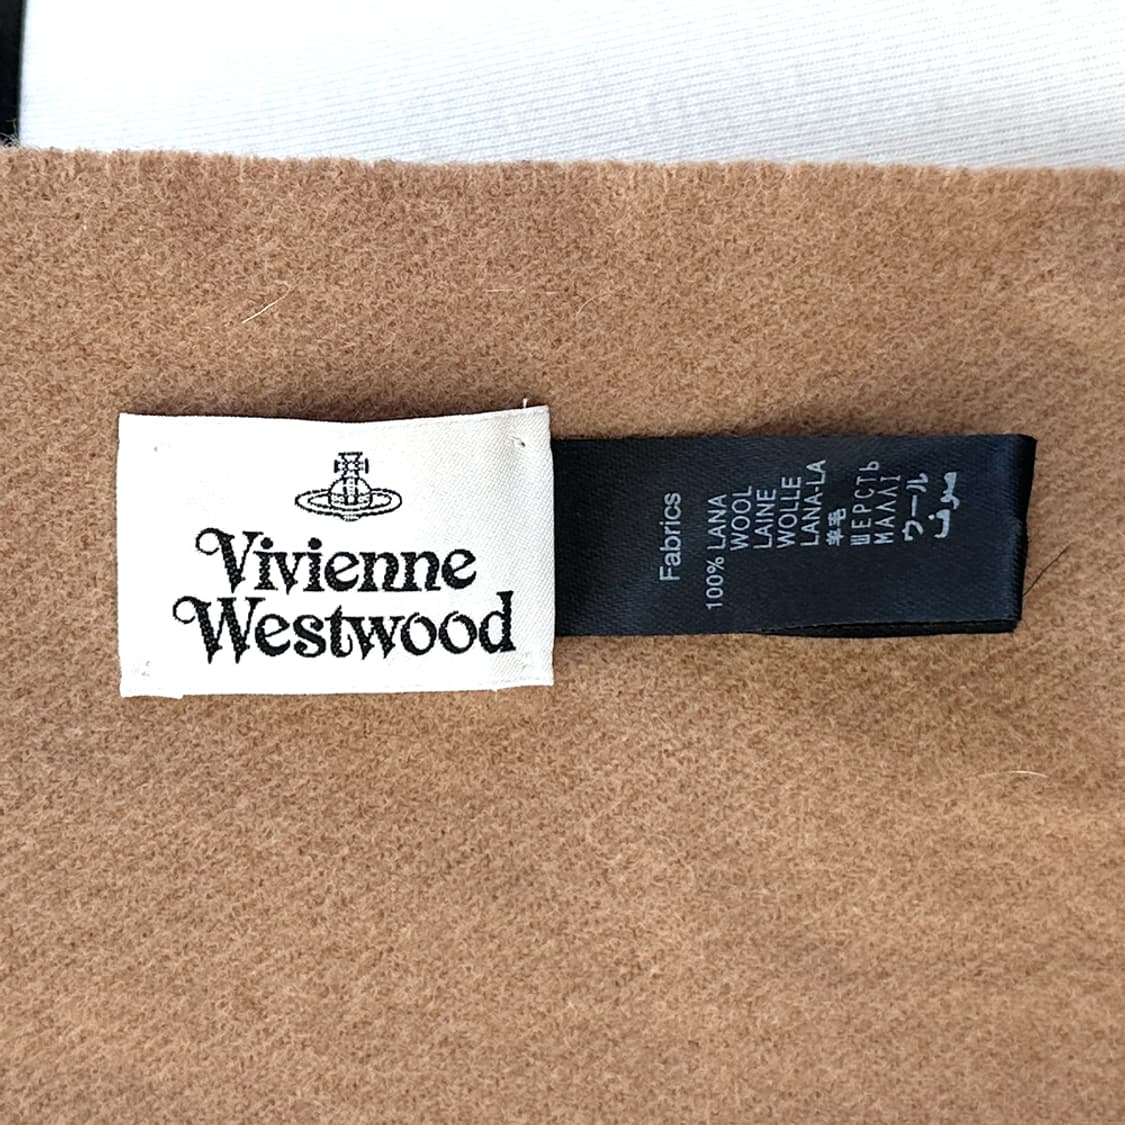 Vivienne
Westwood
Fabrics
100% LANA
WOOL
LAINE
WOLLE
LANA-LA
羊毛
ШЕРСТЬ
ΜΑΛΛΙ
ウール
صوف